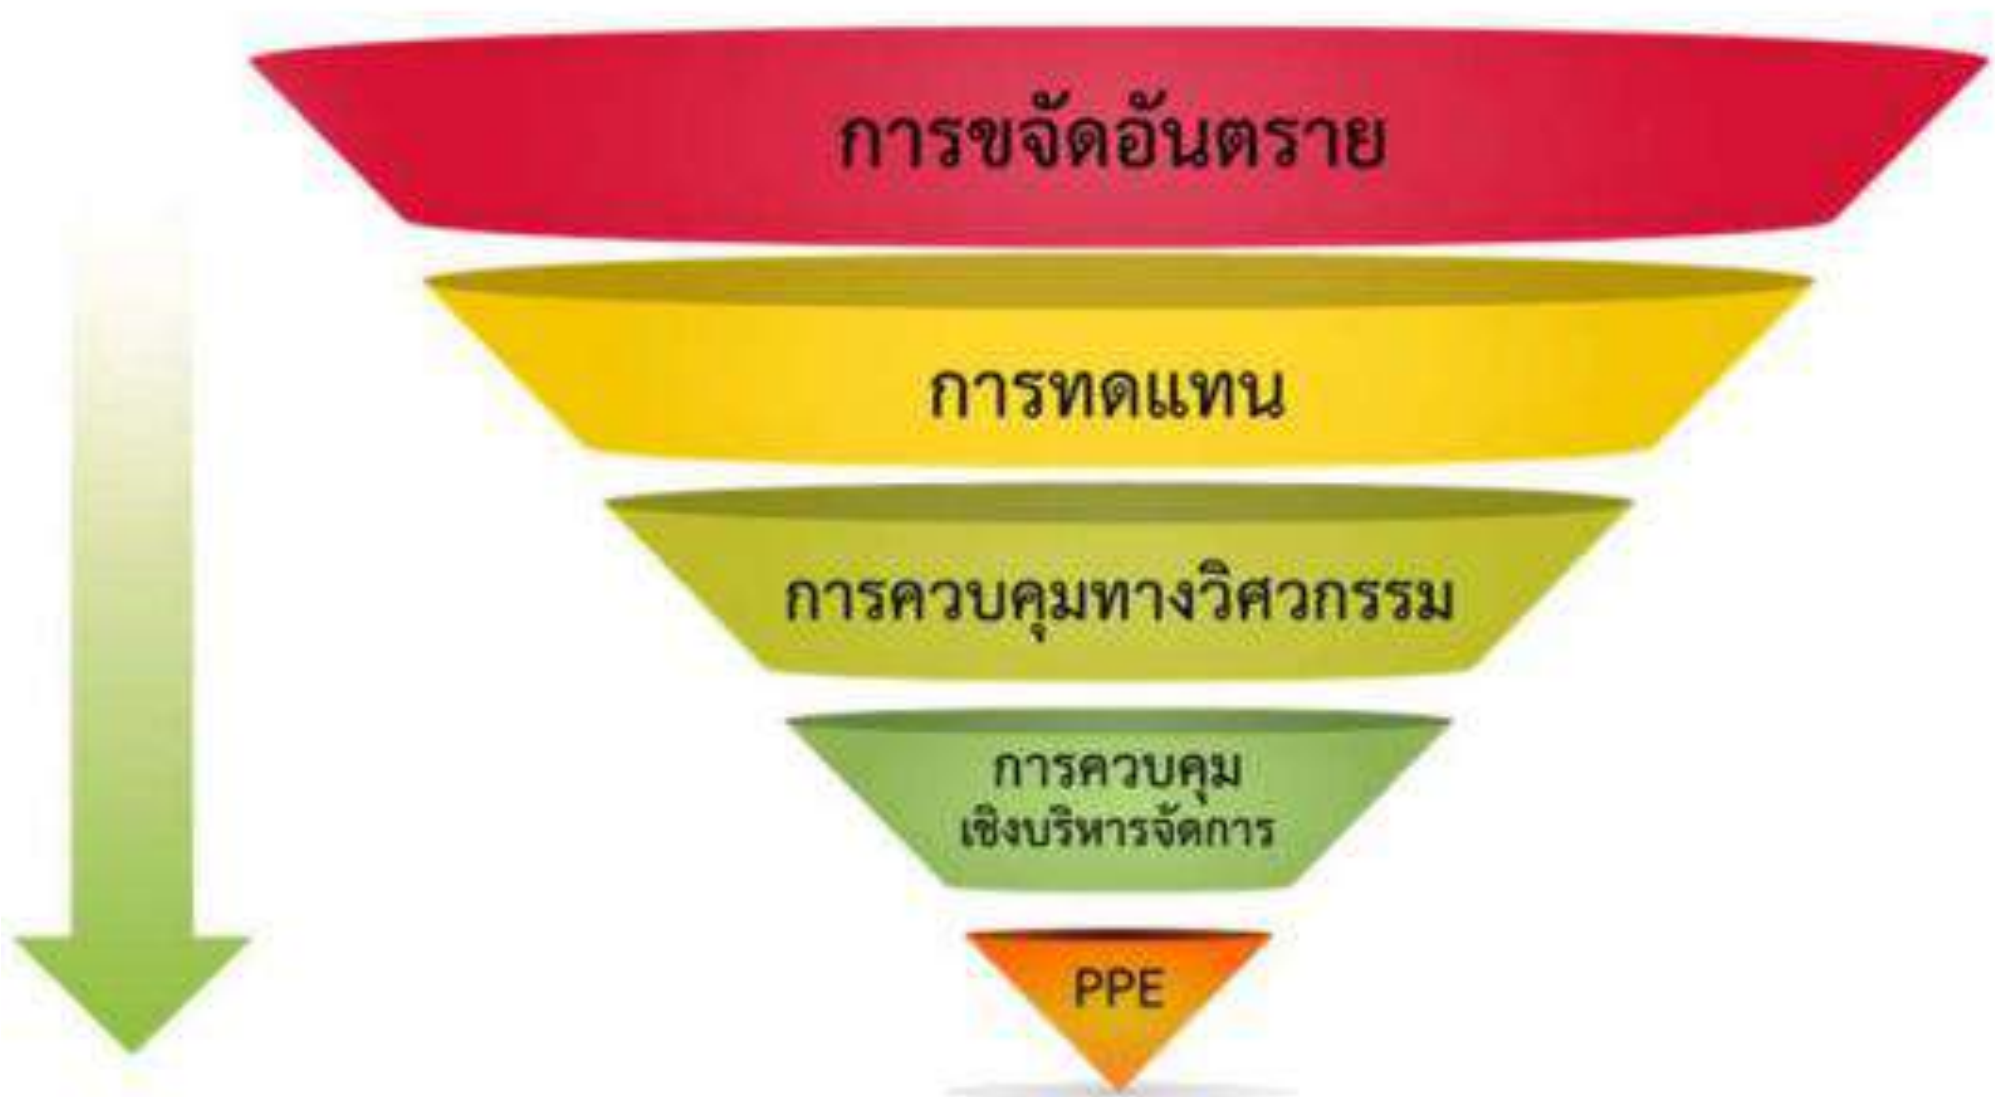 การขจัดอันตราย
การทดแทน
การควบคุมทางวิศวกรรม
การควบคุม
เชิงบริหารจัดการ
PPE